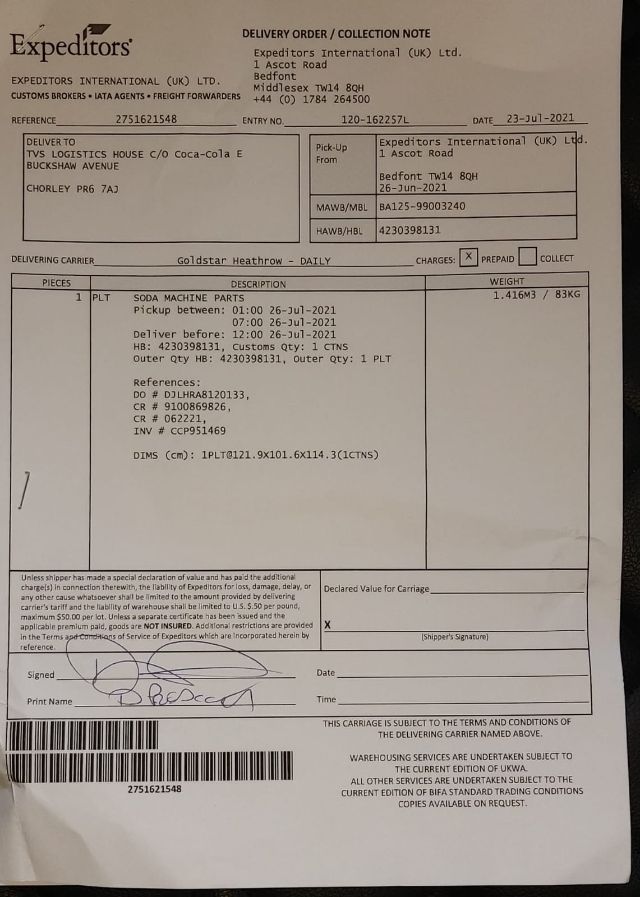 Expeditors
DELIVERY ORDER / COLLECTION NOTE
Expeditors International (UK) Ltd.
1 Ascot Road
Bedfont
Middlesex TW14 8QH
+44 (0) 1784 264500
EXPEDITORS INTERNATIONAL (UK) LTD.
CUSTOMS BROKERS • IATA AGENTS • FREIGHT FORWARDERS
REFERENCE 2751621548 ENTRY NO. 120-162257L DATE 23-Jul-2021
DELIVER TO
TVS LOGISTICS HOUSE C/O Coca-Cola E
BUCKSHAW AVENUE
CHORLEY PR6 7AJ
Pick-Up From
Expeditors International (UK) Ltd.
1 Ascot Road
Bedfont TW14 8QH
26-Jun-2021
MAWB/MBL BA125-99003240
HAWB/HBL 4230398131
DELIVERING CARRIER Goldstar Heathrow - DAILY CHARGES: X PREPAID COLLECT
PIECES DESCRIPTION WEIGHT
1 PLT SODA MACHINE PARTS 1.416M3 / 83KG
Pickup between: 01:00 26-Jul-2021
07:00 26-Jul-2021
Deliver before: 12:00 26-Jul-2021
HB: 4230398131, Customs Qty: 1 CTNS
Outer Qty HB: 4230398131, Outer Qty: 1 PLT
References:
DO # DJLHRA8120133,
CR # 9100869826,
CR # 062221,
INV # CCP951469
DIMS (cm): 1PLT@121.9X101.6X114.3(1CTNS)
Unless shipper has made a special declaration of value and has paid the additional
charge(s) in connection therewith, the liability of Expeditors for loss, damage, delay, or
any other cause whatsoever shall be limited to the amount provided by delivering
carrier's tariff and the liability of warehouse shall be limited to U.S. $.50 per pound,
maximum $50.00 per lot. Unless a separate certificate has been issued and the
applicable premium paid, goods are NOT INSURED. Additional restrictions are provided
in the Terms and Conditions of Service of Expeditors which are incorporated herein by
reference.
Declared Value for Carriage
X
(Shipper's Signature)
Signed
Date
Print Name
Time
2751621548
THIS CARRIAGE IS SUBJECT TO THE TERMS AND CONDITIONS OF
THE DELIVERING CARRIER NAMED ABOVE.
WAREHOUSING SERVICES ARE UNDERTAKEN SUBJECT TO
THE CURRENT EDITION OF UKWA.
ALL OTHER SERVICES ARE UNDERTAKEN SUBJECT TO THE
CURRENT EDITION OF BIFA STANDARD TRADING CONDITIONS
COPIES AVAILABLE ON REQUEST.